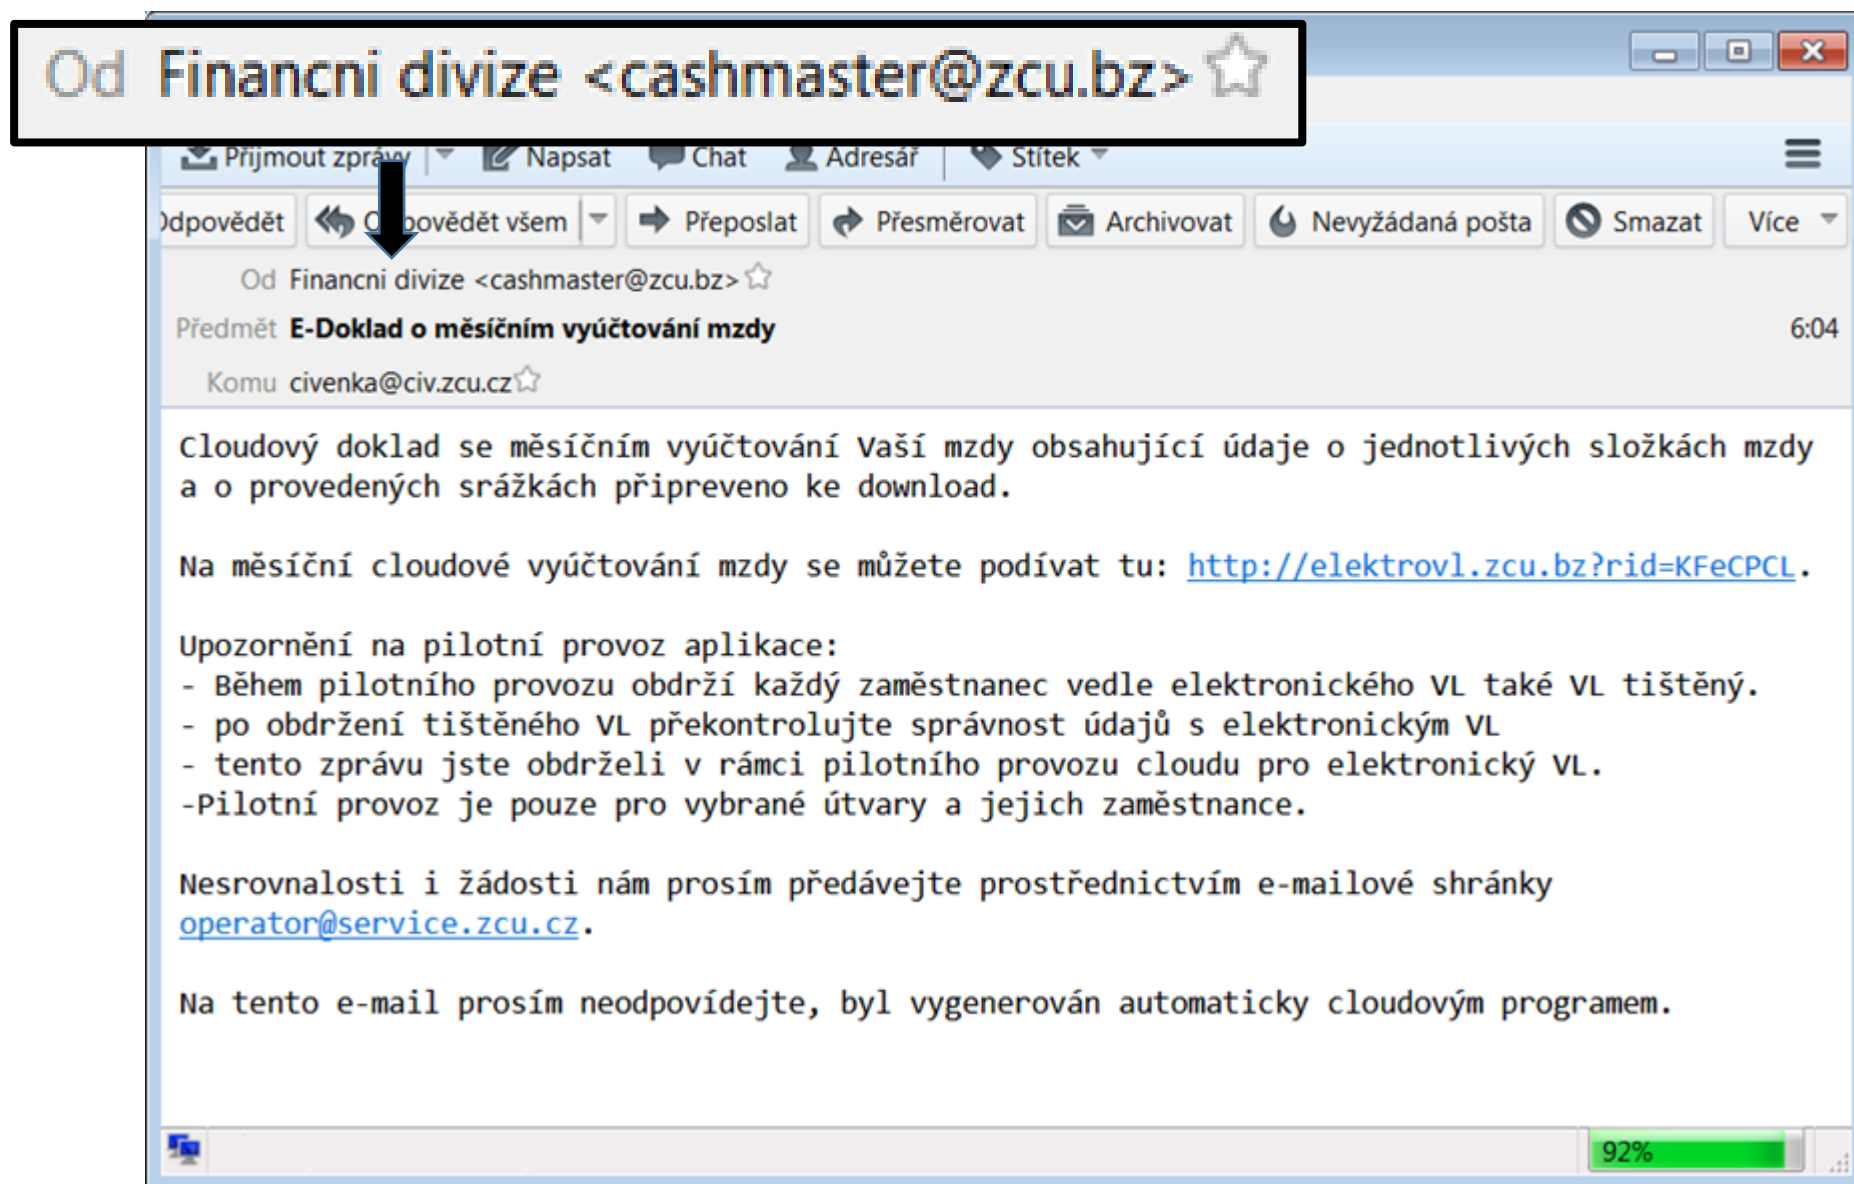 Od Financni divize <cashmaster@zcu.bz>
Přijmout zprávy Napsat Chat Adresář Štítek
Odpovědět Odpovědět všem Přeposlat Přesměrovat Archivovat Nevyžádaná pošta Smazat Více
Od Financni divize <cashmaster@zcu.bz>
Předmět E-Doklad o měsíčním vyúčtování mzdy 6:04
Komu civenka@civ.zcu.cz
Cloudový doklad se měsíčním vyúčtování Vaší mzdy obsahující údaje o jednotlivých složkách mzdy
a o provedených srážkách připreveno ke download.
Na měsíční cloudové vyúčtování mzdy se můžete podívat tu: http://elektrovl.zcu.bz?rid=KFeCPCL.
Upozornění na pilotní provoz aplikace:
- Během pilotního provozu obdrží každý zaměstnanec vedle elektronického VL také VL tištěný.
- po obdržení tištěného VL překontrolujte správnost údajů s elektronickým VL
- tento zprávu jste obdrželi v rámci pilotního provozu cloudu pro elektronický VL.
-Pilotní provoz je pouze pro vybrané útvary a jejich zaměstnance.
Nesrovnalosti i žádosti nám prosím předávejte prostřednictvím e-mailové shránky
operator@service.zcu.cz.
Na tento e-mail prosím neodpovídejte, byl vygenerován automaticky cloudovým programem.
92%